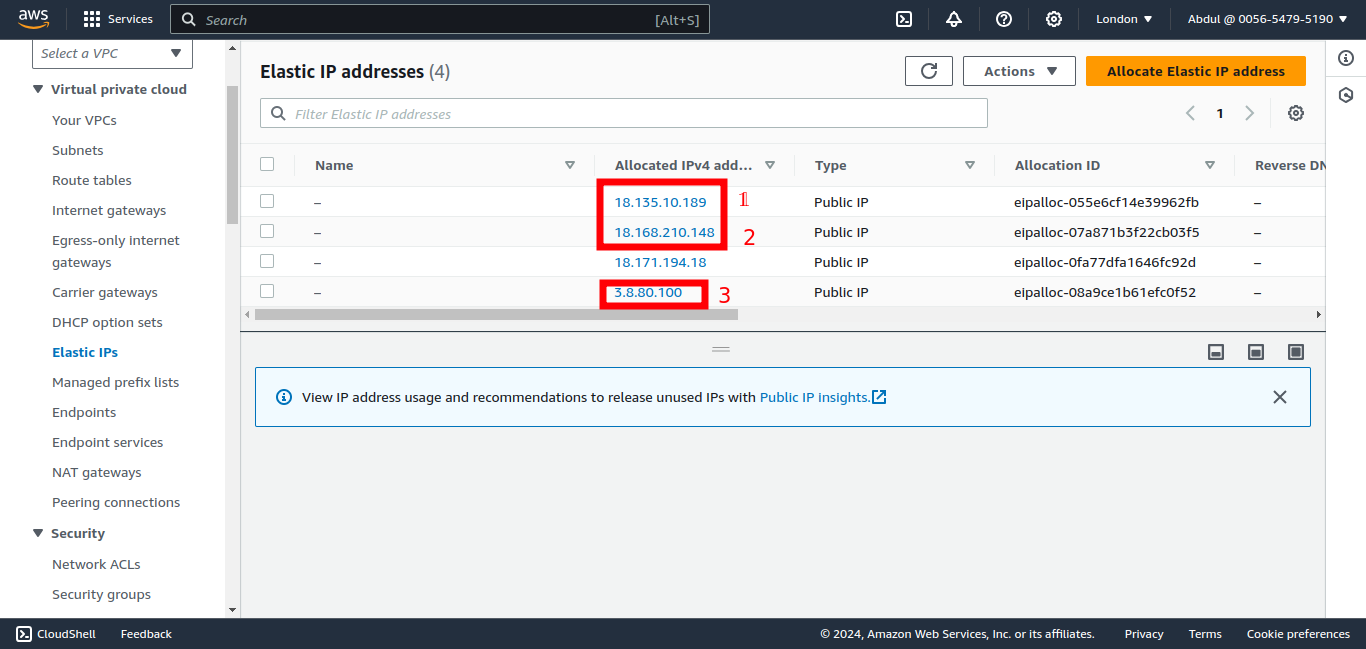 aws Services Search [Alt+S] London Abdul @ 0056-5479-5190
Select a VPC
Virtual private cloud
Your VPCs
Subnets
Route tables
Internet gateways
Egress-only internet
gateways
Carrier gateways
DHCP option sets
Elastic IPs
Managed prefix lists
Endpoints
Endpoint services
NAT gateways
Peering connections
Security
Network ACLs
Security groups
Elastic IP addresses (4)
Actions
Allocate Elastic IP address
Filter Elastic IP addresses
1
Name Allocated IPv4 add... Type Allocation ID Reverse DN
– 18.135.10.189 1 Public IP eipalloc-055e6cf14e39962fb –
– 18.168.210.148 2 Public IP eipalloc-07a871b3f22cb03f5 –
– 18.171.194.18 Public IP eipalloc-0fa77dfa1646fc92d –
– 3.8.80.100 3 Public IP eipalloc-08a9ce1b61efc0f52 –
View IP address usage and recommendations to release unused IPs with Public IP insights.
CloudShell Feedback © 2024, Amazon Web Services, Inc. or its affiliates. Privacy Terms Cookie preferences